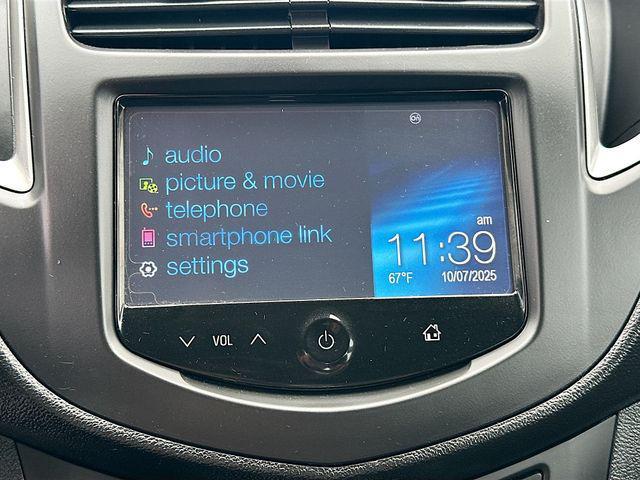 audio
picture & movie
telephone
smartphone link
settings
am
11:39
67°F 10/07/2025
VOL